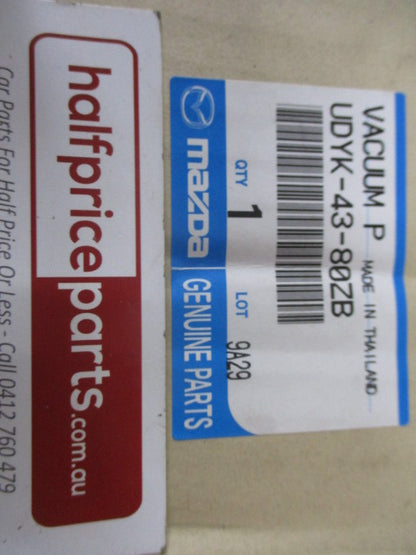 VACUUM P MADE IN THAILAND
UDYK-43-80ZB
QTY 1 LOT 9A29
mazda GENUINE PARTS
halfpriceparts.com.au
Car Parts For Half Price Or Less - Call 0412 760 479